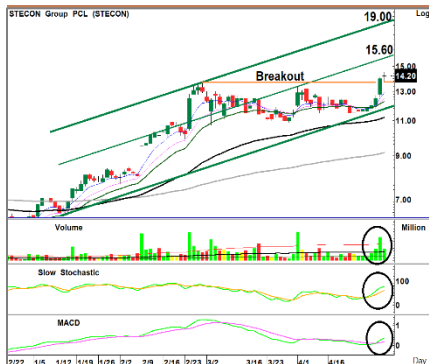 STECON Group PCL (STECON) Log
19.00
15.60
15.00
Breakout
14.20
13.00
11.00
9.00
7.00
Volume Million
Slow Stochastic
100
0
MACD
1
0
2/22 1/5 1/12 1/19 1/26 2/2 2/9 2/16 2/23 3/2 3/16 3/23 4/1 4/16 Day